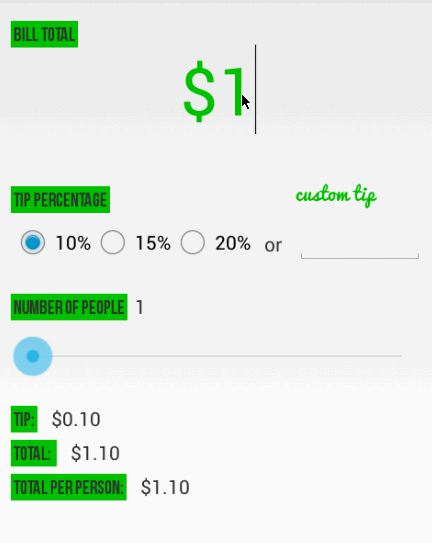 BILL TOTAL
$1
TIP PERCENTAGE
custom tip
10% 15% 20% or
NUMBER OF PEOPLE 1
TIP: $0.10
TOTAL: $1.10
TOTAL PER PERSON: $1.10